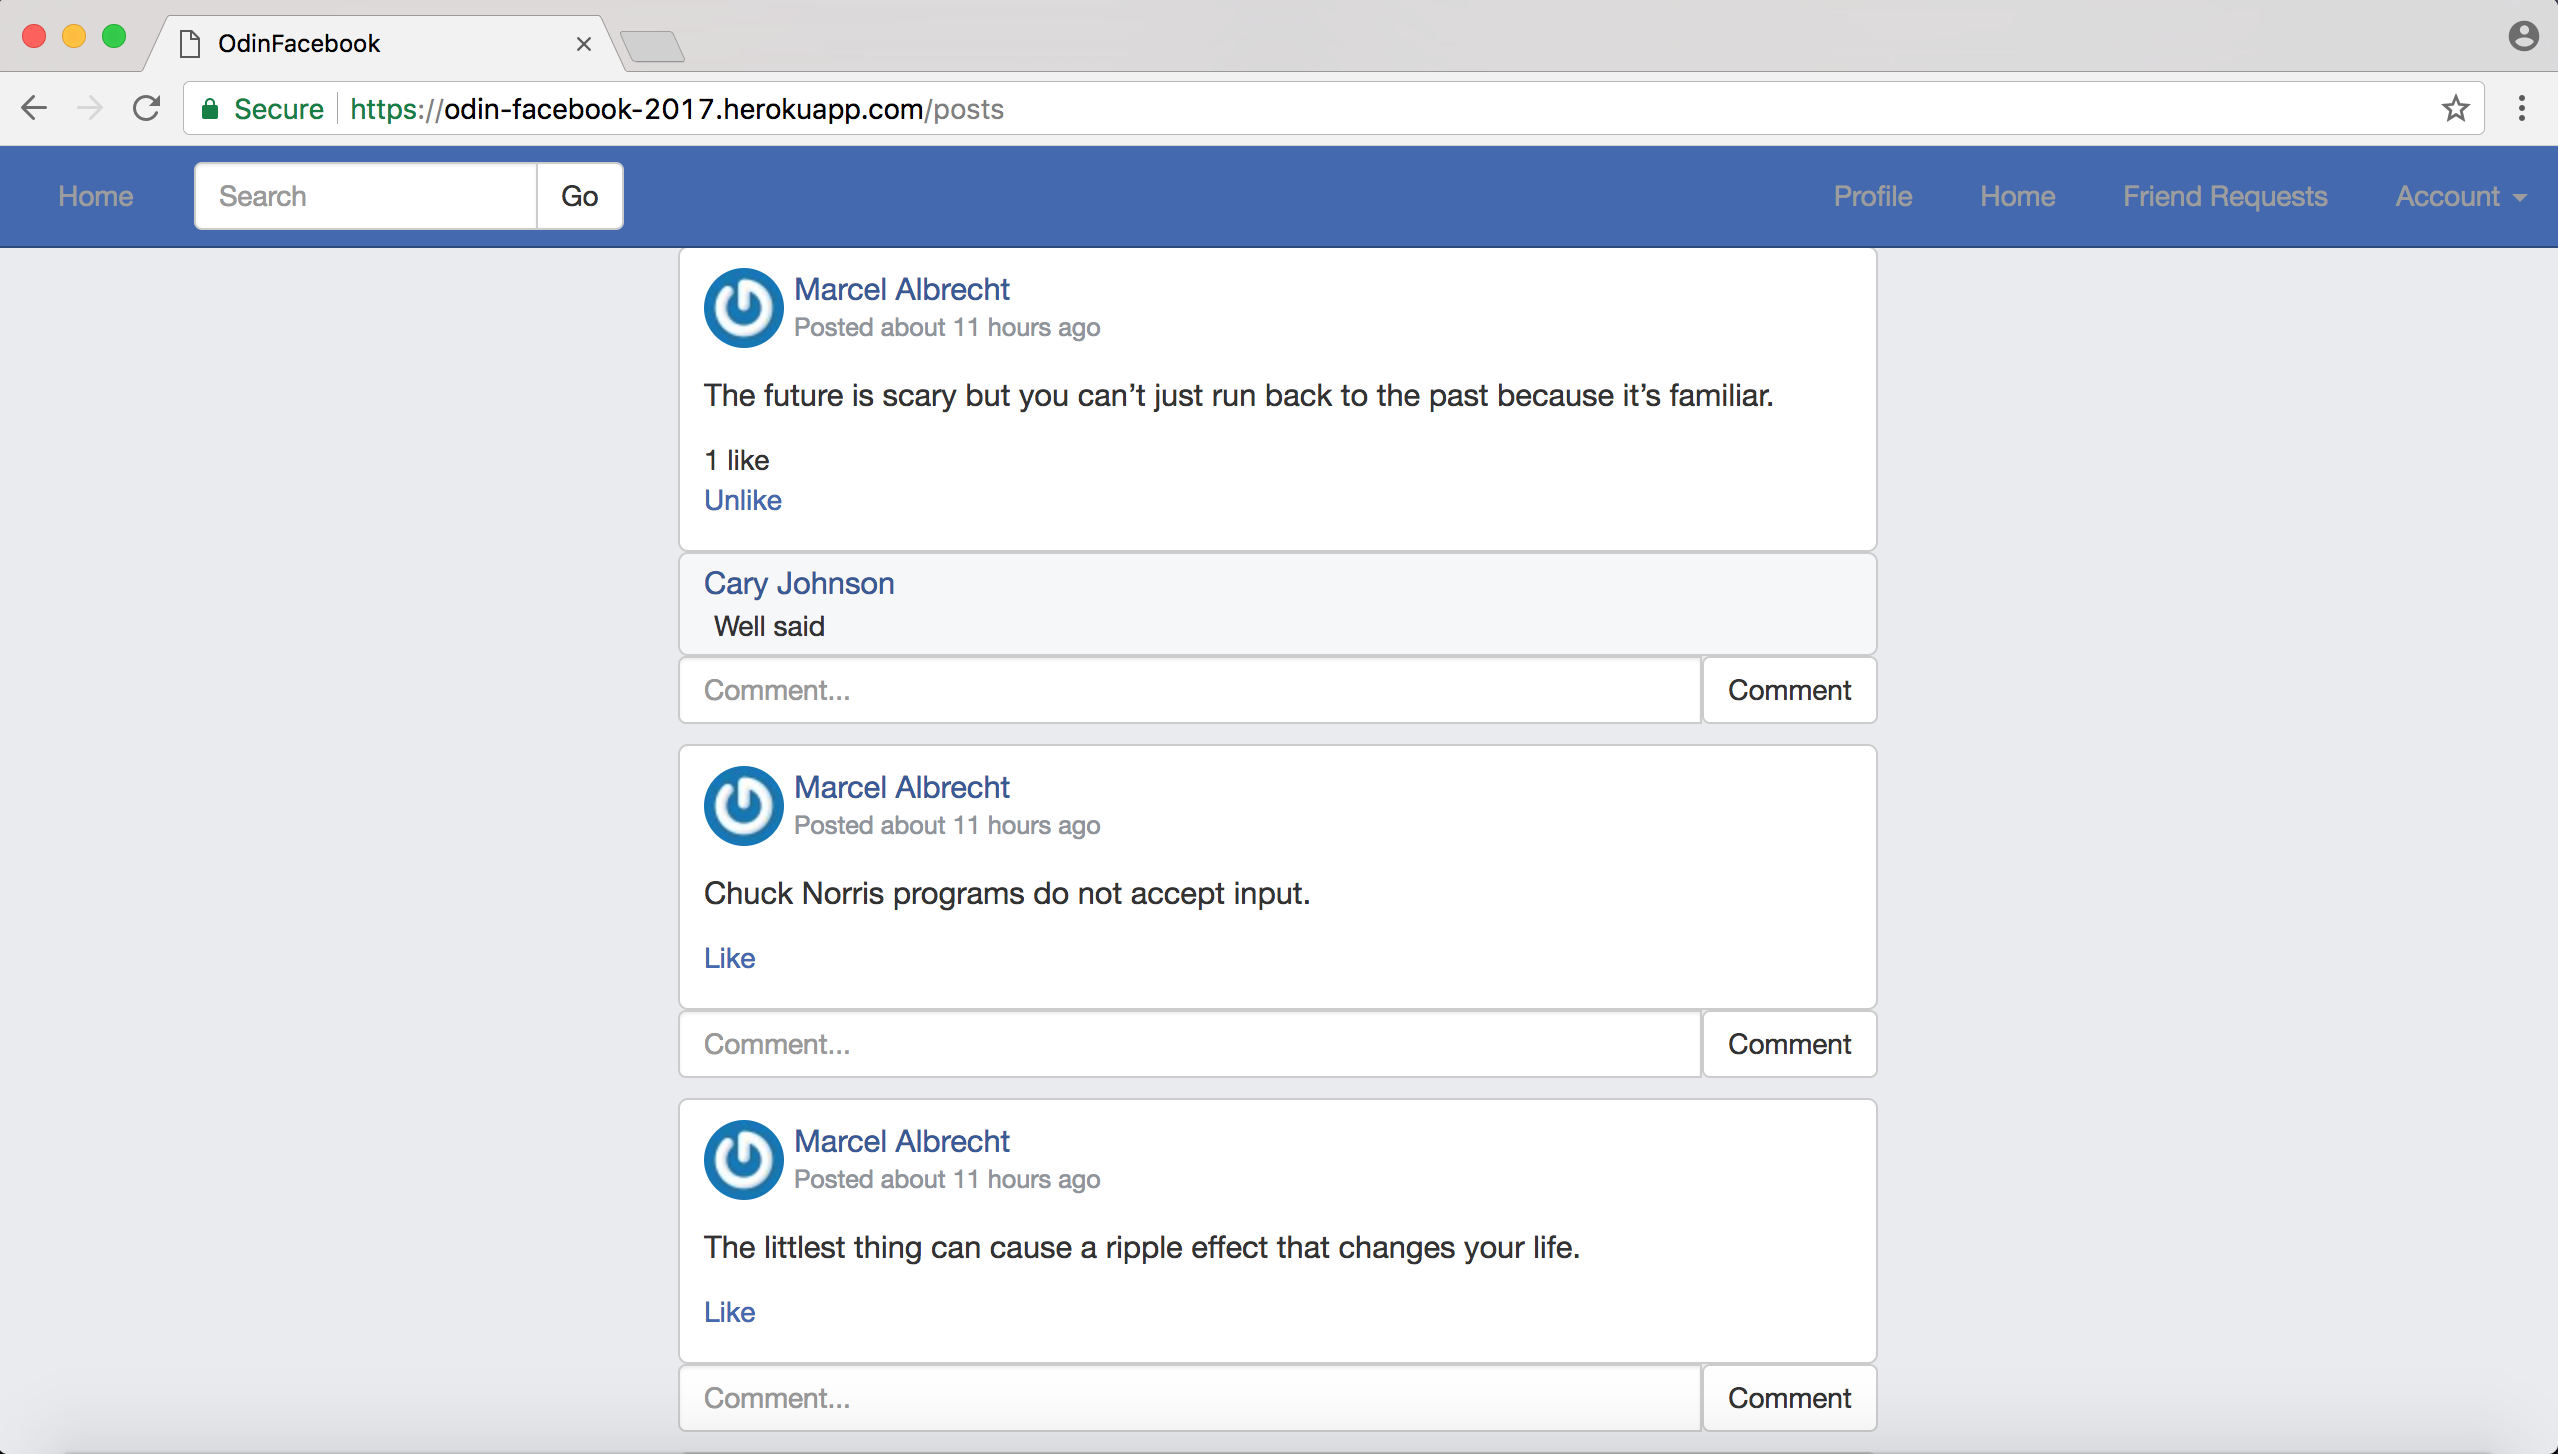 OdinFacebook
Secure https://odin-facebook-2017.herokuapp.com/posts
Home Search Go Profile Home Friend Requests Account
Marcel Albrecht
Posted about 11 hours ago
The future is scary but you can’t just run back to the past because it’s familiar.
1 like
Unlike
Cary Johnson
Well said
Comment... Comment
Marcel Albrecht
Posted about 11 hours ago
Chuck Norris programs do not accept input.
Like
Comment... Comment
Marcel Albrecht
Posted about 11 hours ago
The littlest thing can cause a ripple effect that changes your life.
Like
Comment... Comment